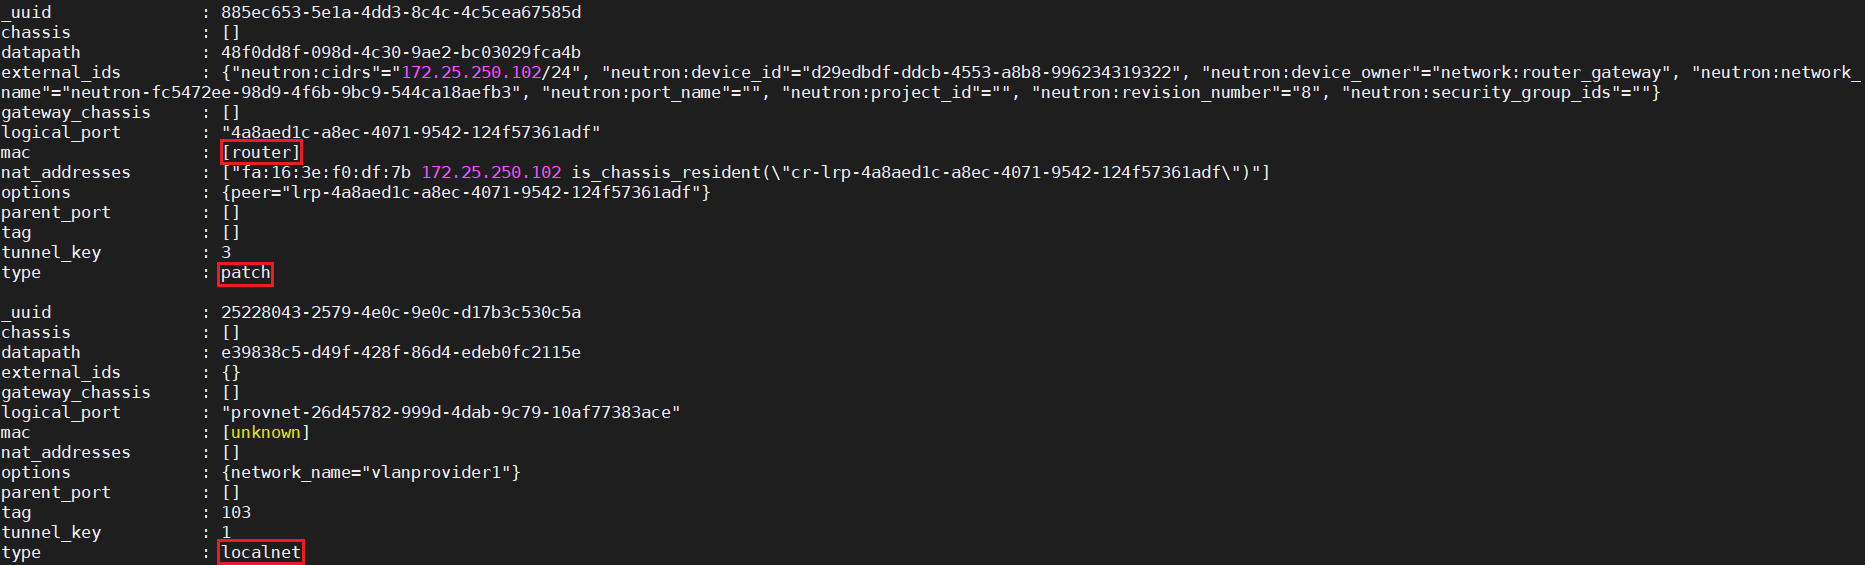 _uuid               : 885ec653-5e1a-4dd3-8c4c-4c5cea67585d
chassis             : []
datapath            : 48f0dd8f-098d-4c30-9ae2-bc03029fca4b
external_ids        : {"neutron:cidrs"="172.25.250.102/24", "neutron:device_id"="d29edbdf-ddcb-4553-a8b8-996234319322", "neutron:device_owner"="network:router_gateway", "neutron:network_
name"="neutron-fc5472ee-98d9-4f6b-9bc9-544ca18aefb3", "neutron:port_name"="", "neutron:project_id"="", "neutron:revision_number"="8", "neutron:security_group_ids"=""}
gateway_chassis     : []
logical_port        : "4a8aed1c-a8ec-4071-9542-124f57361adf"
mac                 : [router]
nat_addresses       : ["fa:16:3e:f0:df:7b 172.25.250.102 is_chassis_resident(\"cr-lrp-4a8aed1c-a8ec-4071-9542-124f57361adf\")"]
options             : {peer="lrp-4a8aed1c-a8ec-4071-9542-124f57361adf"}
parent_port         : []
tag                 : []
tunnel_key          : 3
type                : patch

_uuid               : 25228043-2579-4e0c-9e0c-d17b3c530c5a
chassis             : []
datapath            : e39838c5-d49f-428f-86d4-edeb0fc2115e
external_ids        : {}
gateway_chassis     : []
logical_port        : "provnet-26d45782-999d-4dab-9c79-10af77383ace"
mac                 : [unknown]
nat_addresses       : []
options             : {network_name="vlanprovider1"}
parent_port         : []
tag                 : 103
tunnel_key          : 1
type                : localnet